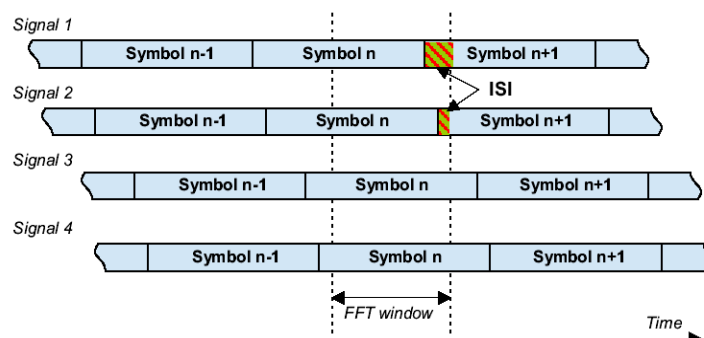 Signal 1
Symbol n-1 Symbol n Symbol n+1
ISI
Signal 2
Symbol n-1 Symbol n Symbol n+1
Signal 3
Symbol n-1 Symbol n Symbol n+1
Signal 4
Symbol n-1 Symbol n Symbol n+1
FFT window
Time